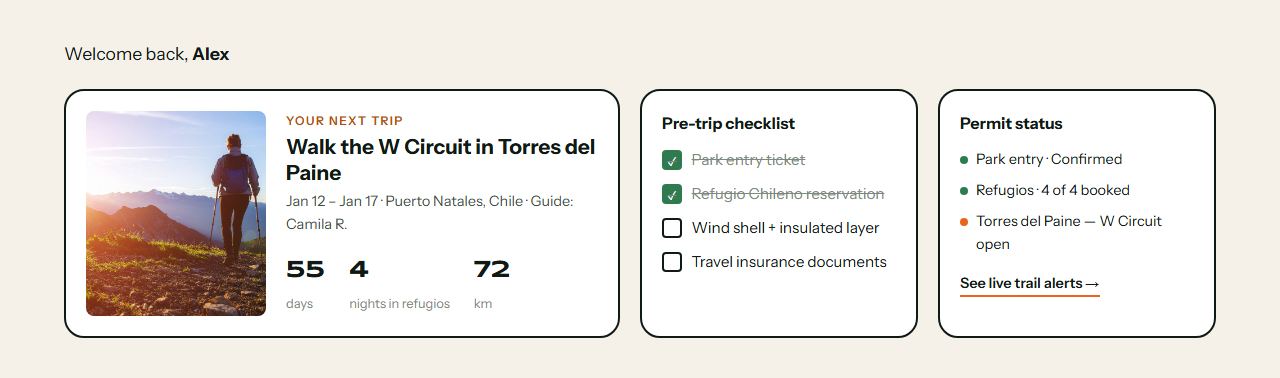 Welcome back, Alex
YOUR NEXT TRIP
Walk the W Circuit in Torres del
Paine
Jan 12 – Jan 17 · Puerto Natales, Chile · Guide:
Camila R.
55 4 72
days nights in refugios km
Pre-trip checklist
✓ Park entry ticket
✓ Refugio Chileno reservation
Wind shell + insulated layer
Travel insurance documents
Permit status
Park entry · Confirmed
Refugios · 4 of 4 booked
Torres del Paine — W Circuit
open
See live trail alerts →